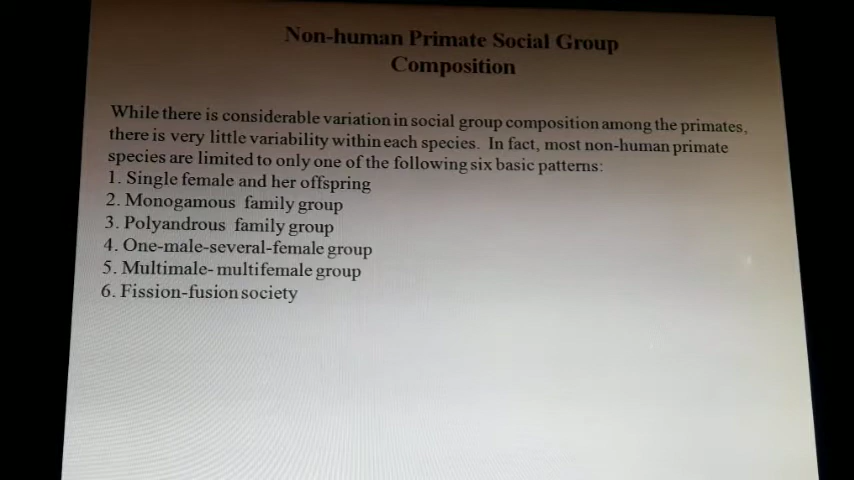 Non-human Primate Social Group
Composition
While there is considerable variation in social group composition among the primates,
there is very little variability within each species. In fact, most non-human primate
species are limited to only one of the following six basic patterns:
1. Single female and her offspring
2. Monogamous family group
3. Polyandrous family group
4. One-male-several-female group
5. Multimale- multifemale group
6. Fission-fusion society